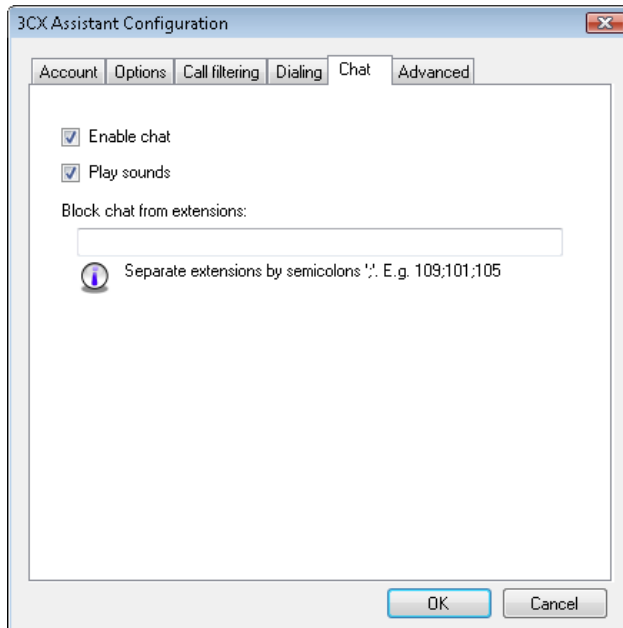 3CX Assistant Configuration
Account Options Call filtering Dialing Chat Advanced
Enable chat
Play sounds
Block chat from extensions:
Separate extensions by semicolons ';'. E.g. 109;101;105
OK Cancel